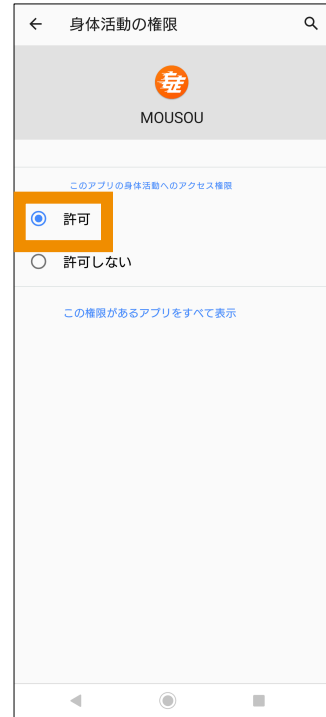 身体活動の権限
MOUSOU
このアプリの身体活動へのアクセス権限
許可
許可しない
この権限があるアプリをすべて表示